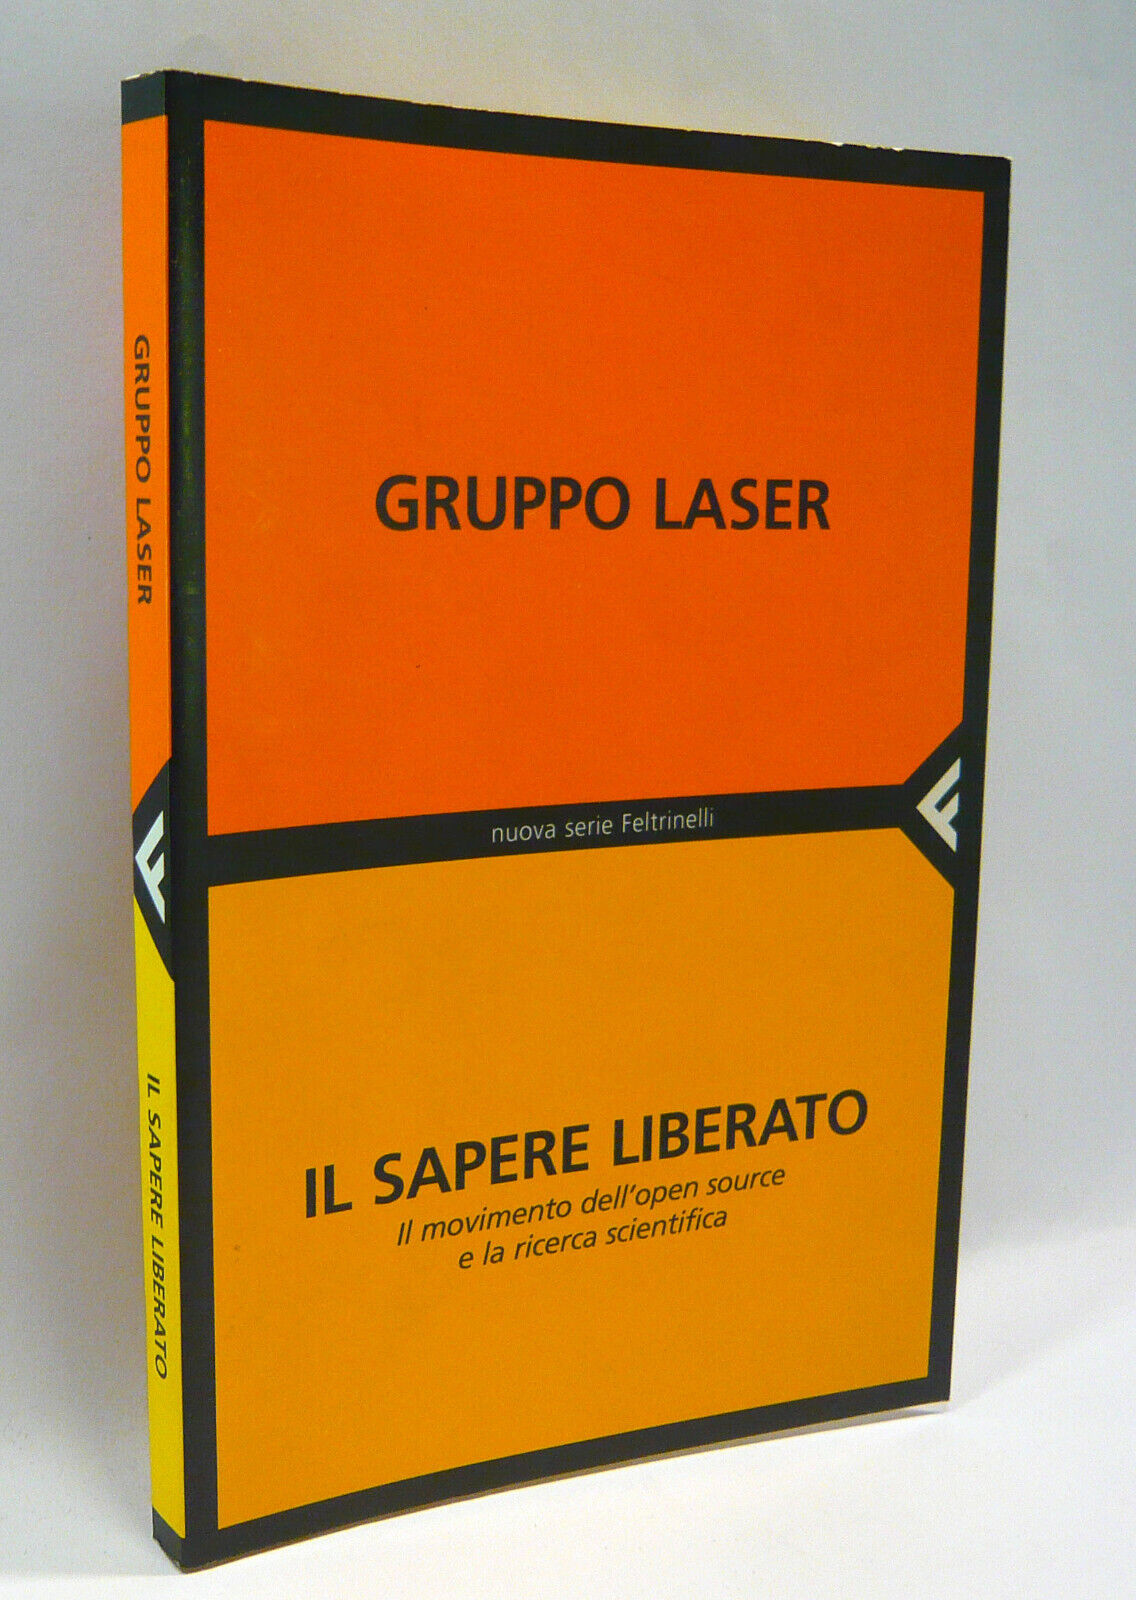 GRUPPO LASER
nuova serie Feltrinelli
IL SAPERE LIBERATO
Il movimento dell'open source
e la ricerca scientifica
GRUPPO LASER
IL SAPERE LIBERATO